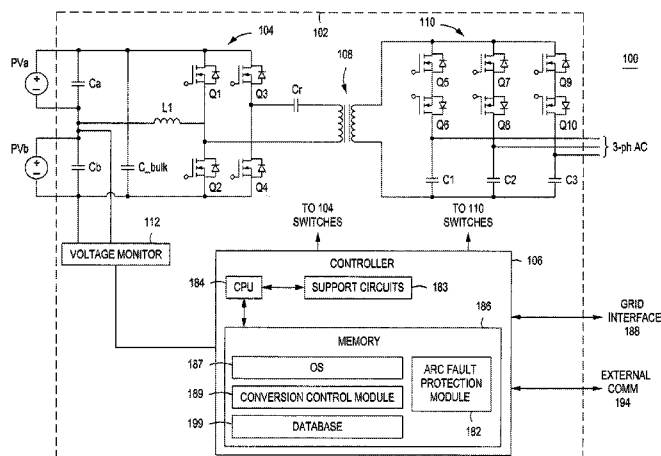 104
102
110
100
PVa
Ca
Q1
Q3
Cr
108
Q5
Q7
Q9
L1
Q6
Q8
Q10
3-ph AC
PVb
Cb
C_bulk
Q2
Q4
C1
C2
C3
112
VOLTAGE MONITOR
TO 104
SWITCHES
TO 110
SWITCHES
CONTROLLER
106
184
CPU
SUPPORT CIRCUITS
183
186
MEMORY
187
OS
189
CONVERSION CONTROL MODULE
199
DATABASE
ARC FAULT
PROTECTION
MODULE
182
GRID
INTERFACE
188
EXTERNAL
COMM
194